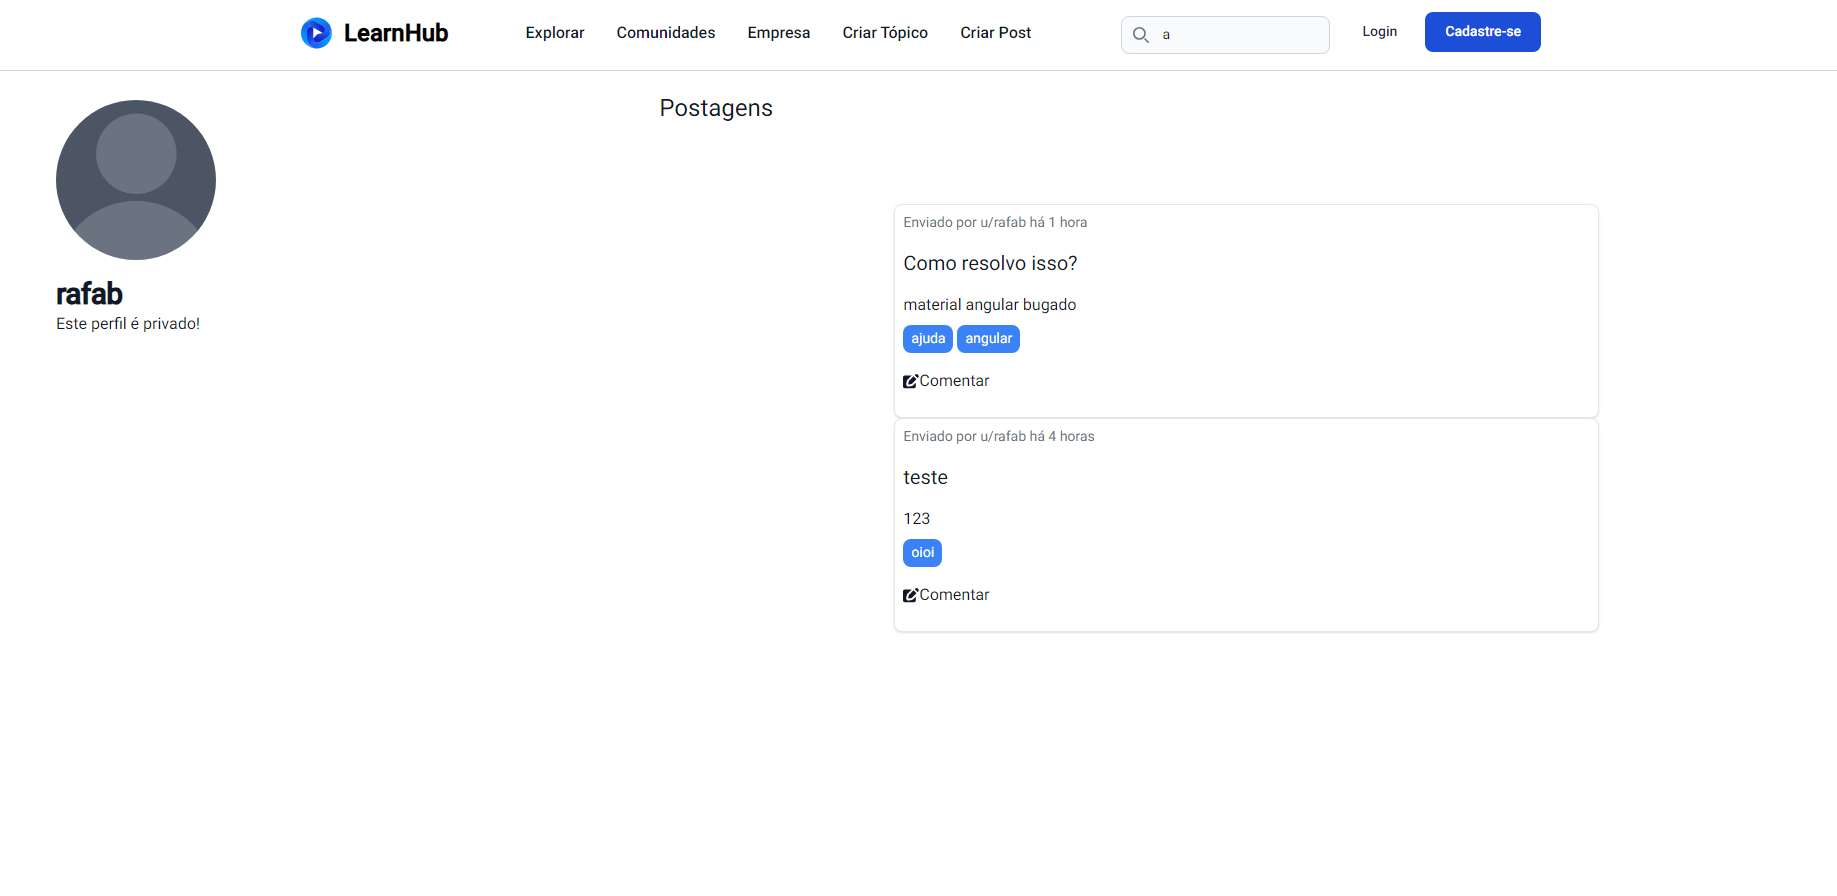 LearnHub
Explorar
Comunidades
Empresa
Criar Tópico
Criar Post
a
Login
Cadastre-se
rafab
Este perfil é privado!
Postagens
Enviado por u/rafab há 1 hora
Como resolvo isso?
material angular bugado
ajuda angular
Comentar
Enviado por u/rafab há 4 horas
teste
123
oioi
Comentar